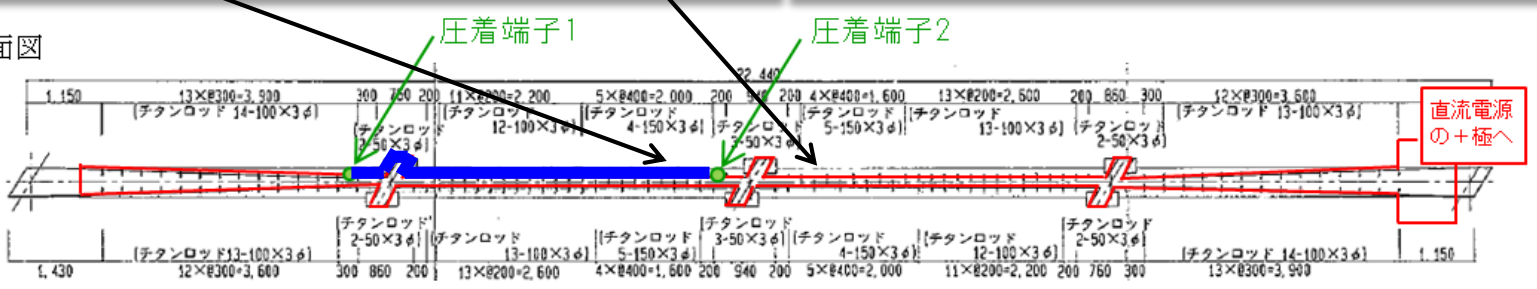 圧着端子1
圧着端子2
面図
22.440
1.150
13×@300=3,900
300 760 200
11×@200=2,200
5×@400=2,000
200 940 200
4×@400=1,600
13×@200=2,600
200 860 300
12×@300=3,600
(チタンロッド 14-100×3φ)
(チタンロッド
2-50×3φ)
(チタンロッド
12-100×3φ)
(チタンロッド
4-150×3φ)
(チタンロッド
3-50×3φ)
(チタンロッド
5-150×3φ)
(チタンロッド
13-100×3φ)
(チタンロッド
2-50×3φ)
(チタンロッド 13-100×3φ)
直流電源
の+極へ
(チタンロッド13-100×3φ)
(チタンロッド
2-50×3φ)
(チタンロッド
13-100×3φ)
(チタンロッド
5-150×3φ)
(チタンロッド
3-50×3φ)
(チタンロッド
4-150×3φ)
(チタンロッド
12-100×3φ)
(チタンロッド
2-50×3φ)
(チタンロッド 14-100×3φ)
1.150
1.430
12×@300=3,600
300 860 200
13×@200=2,600
4×@400=1,600
200 940 200
5×@400=2,000
11×@200=2,200
200 760 300
13×@300=3,900